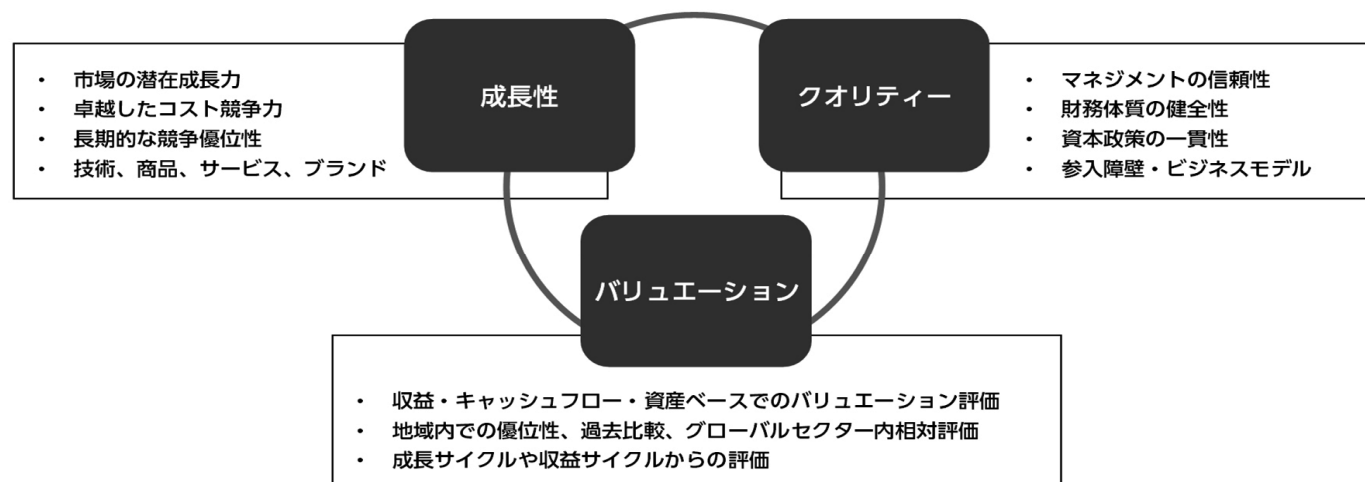 成長性
・ 市場の潜在成長力
・ 卓越したコスト競争力
・ 長期的な競争優位性
・ 技術、商品、サービス、ブランド
クオリティー
・ マネジメントの信頼性
・ 財務体質の健全性
・ 資本政策の一貫性
・ 参入障壁・ビジネスモデル
バリュエーション
・ 収益・キャッシュフロー・資産ベースでのバリュエーション評価
・ 地域内での優位性、過去比較、グローバルセクター内相対評価
・ 成長サイクルや収益サイクルからの評価